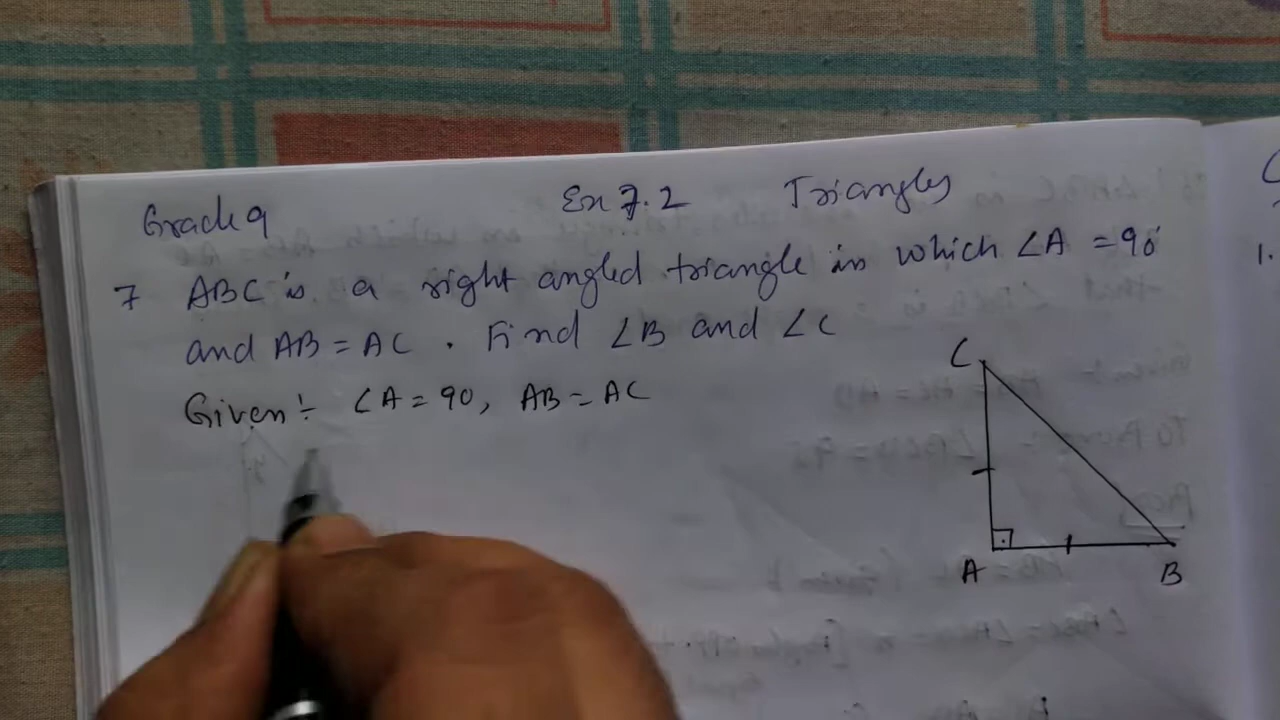 Grade 9 Ex 7.2 Triangles
7 ABC is a right angled triangle in which ∠A = 90°
and AB = AC . Find ∠B and ∠C
Given :- ∠A = 90, AB = AC
C
A B
1.